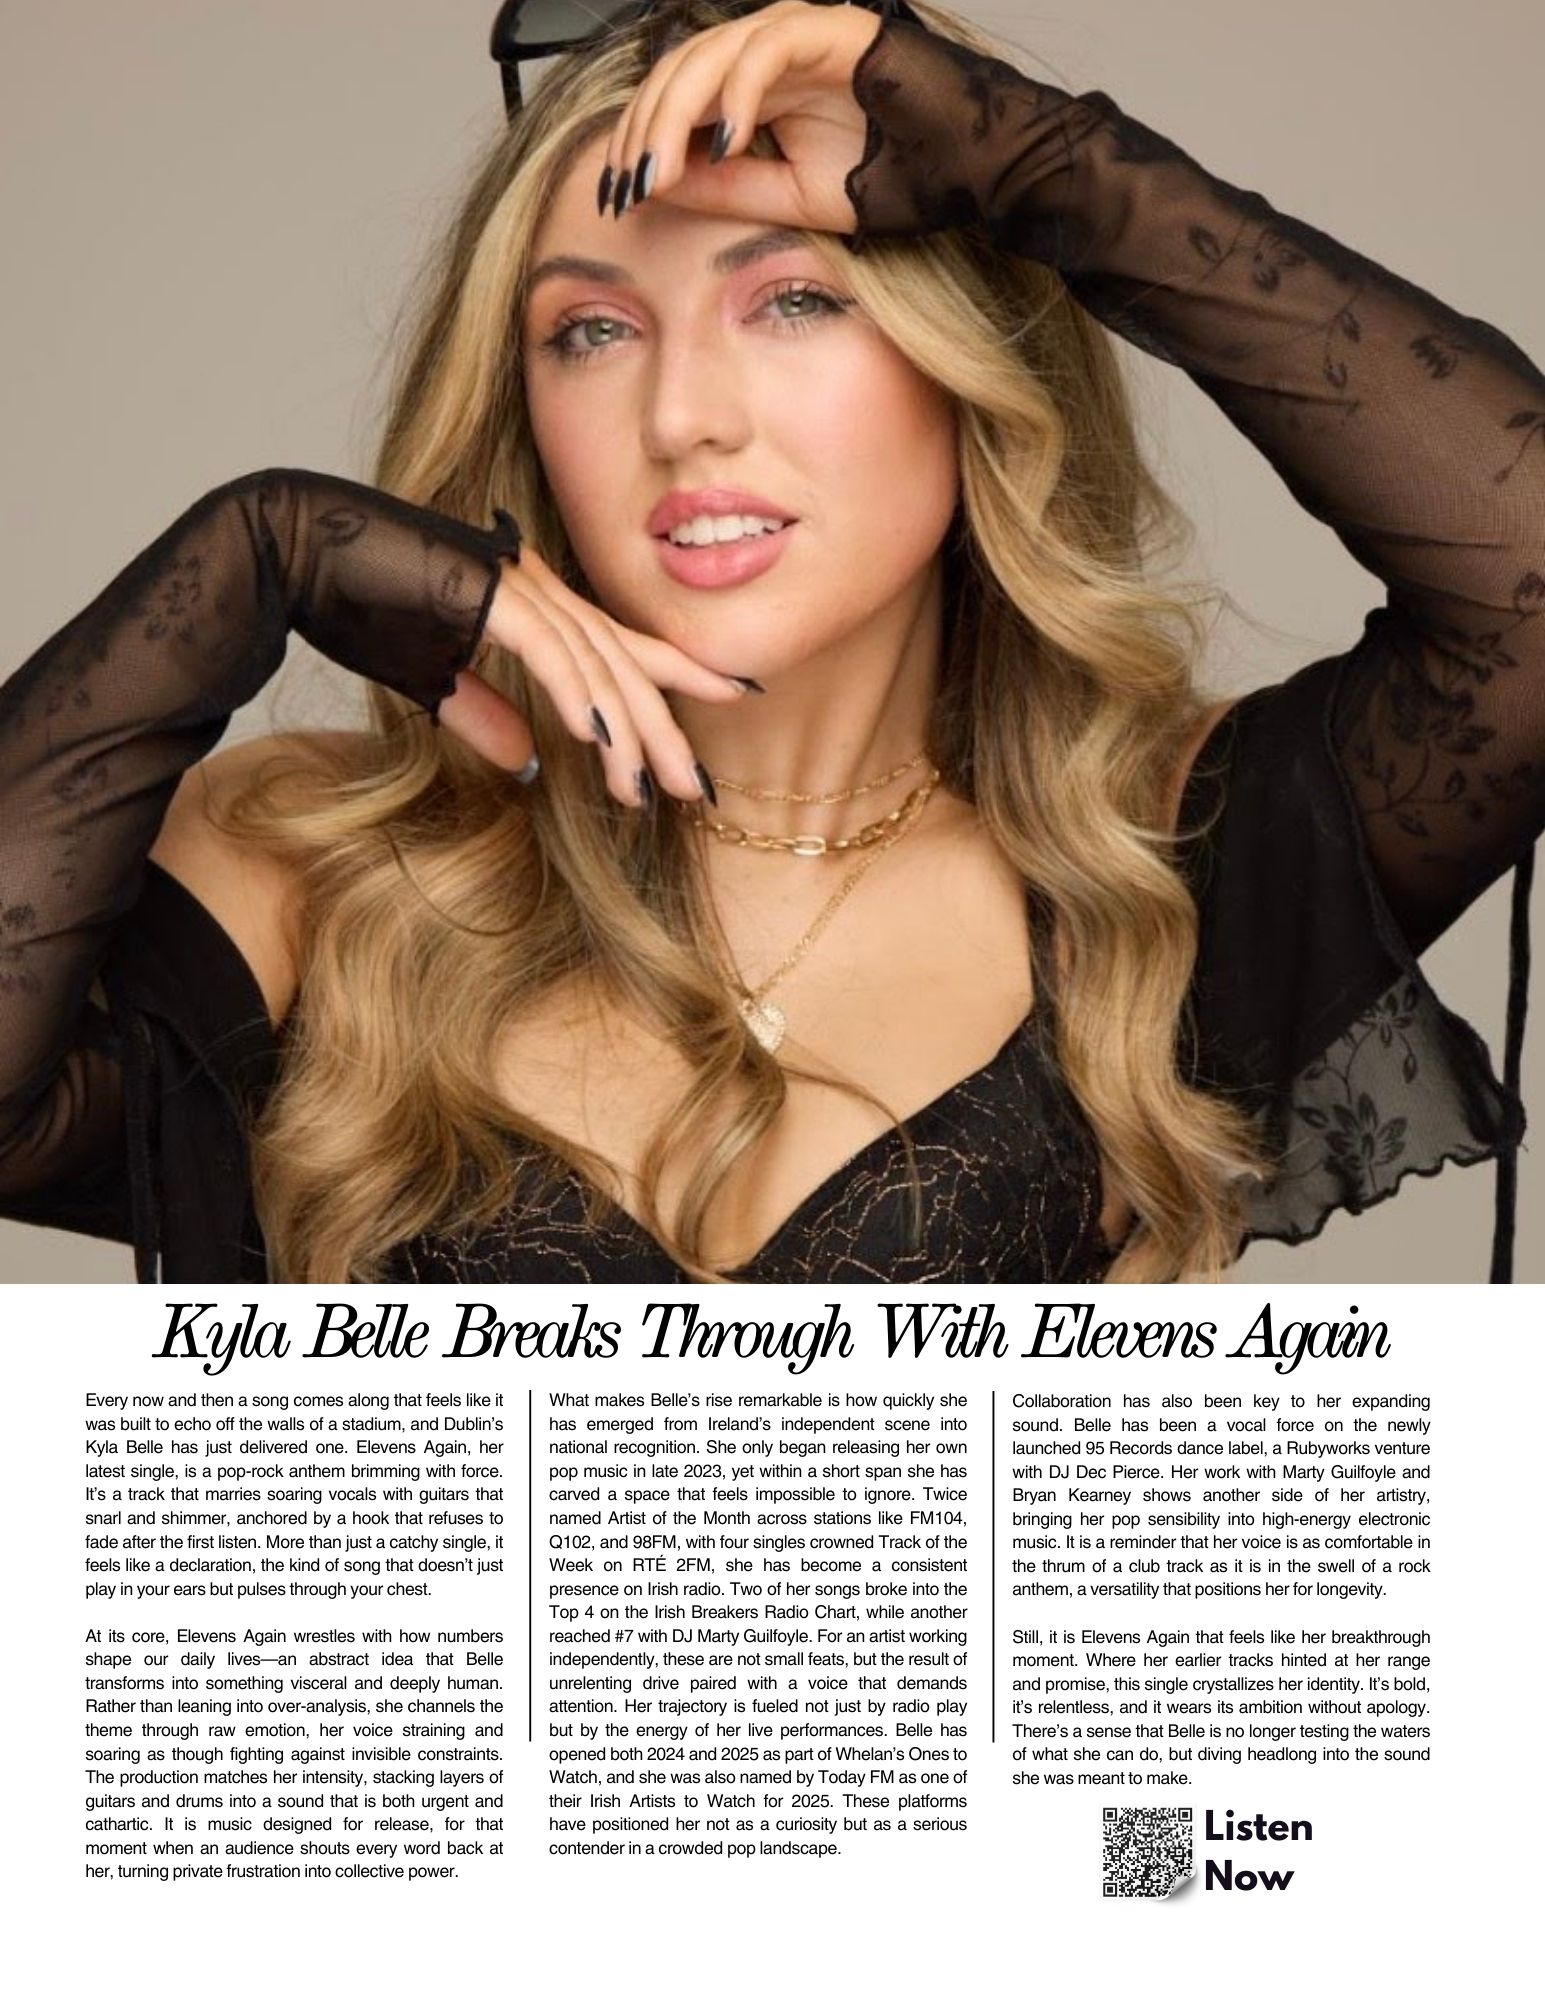 Kyla Belle Breaks Through With Elevens Again
Every now and then a song comes along that feels like it
was built to echo off the walls of a stadium, and Dublin's
Kyla Belle has just delivered one. Elevens Again, her
latest single, is a pop-rock anthem brimming with force.
It's a track that marries soaring vocals with guitars that
snarl and shimmer, anchored by a hook that refuses to
fade after the first listen. More than just a catchy single, it
feels like a declaration, the kind of song that doesn't just
play in your ears but pulses through your chest.
At its core, Elevens Again wrestles with how numbers
shape our daily lives—an abstract idea that Belle
transforms into something visceral and deeply human.
Rather than leaning into over-analysis, she channels the
theme through raw emotion, her voice straining and
soaring as though fighting against invisible constraints.
The production matches her intensity, stacking layers of
guitars and drums into a sound that is both urgent and
cathartic. It is music designed for release, for that
moment when an audience shouts every word back at
her, turning private frustration into collective power.
What makes Belle's rise remarkable is how quickly she
has emerged from Ireland's independent scene into
national recognition. She only began releasing her own
pop music in late 2023, yet within a short span she has
carved a space that feels impossible to ignore. Twice
named Artist of the Month across stations like FM104,
Q102, and 98FM, with four singles crowned Track of the
Week on RTÉ 2FM, she has become a consistent
presence on Irish radio. Two of her songs broke into the
Top 4 on the Irish Breakers Radio Chart, while another
reached #7 with DJ Marty Guilfoyle. For an artist working
independently, these are not small feats, but the result of
unrelenting drive paired with a voice that demands
attention. Her trajectory is fueled not just by radio play
but by the energy of her live performances. Belle has
opened both 2024 and 2025 as part of Whelan's Ones to
Watch, and she was also named by Today FM as one of
their Irish Artists to Watch for 2025. These platforms
have positioned her not as a curiosity but as a serious
contender in a crowded pop landscape.
Collaboration has also been key to her expanding
sound. Belle has been a vocal force on the newly
launched 95 Records dance label, a Rubyworks venture
with DJ Dec Pierce. Her work with Marty Guilfoyle and
Bryan Kearney shows another side of her artistry,
bringing her pop sensibility into high-energy electronic
music. It is a reminder that her voice is as comfortable in
the thrum of a club track as it is in the swell of a rock
anthem, a versatility that positions her for longevity.
Still, it is Elevens Again that feels like her breakthrough
moment. Where her earlier tracks hinted at her range
and promise, this single crystallizes her identity. It's bold,
it's relentless, and it wears its ambition without apology.
There's a sense that Belle is no longer testing the waters
of what she can do, but diving headlong into the sound
she was meant to make.
Listen
Now